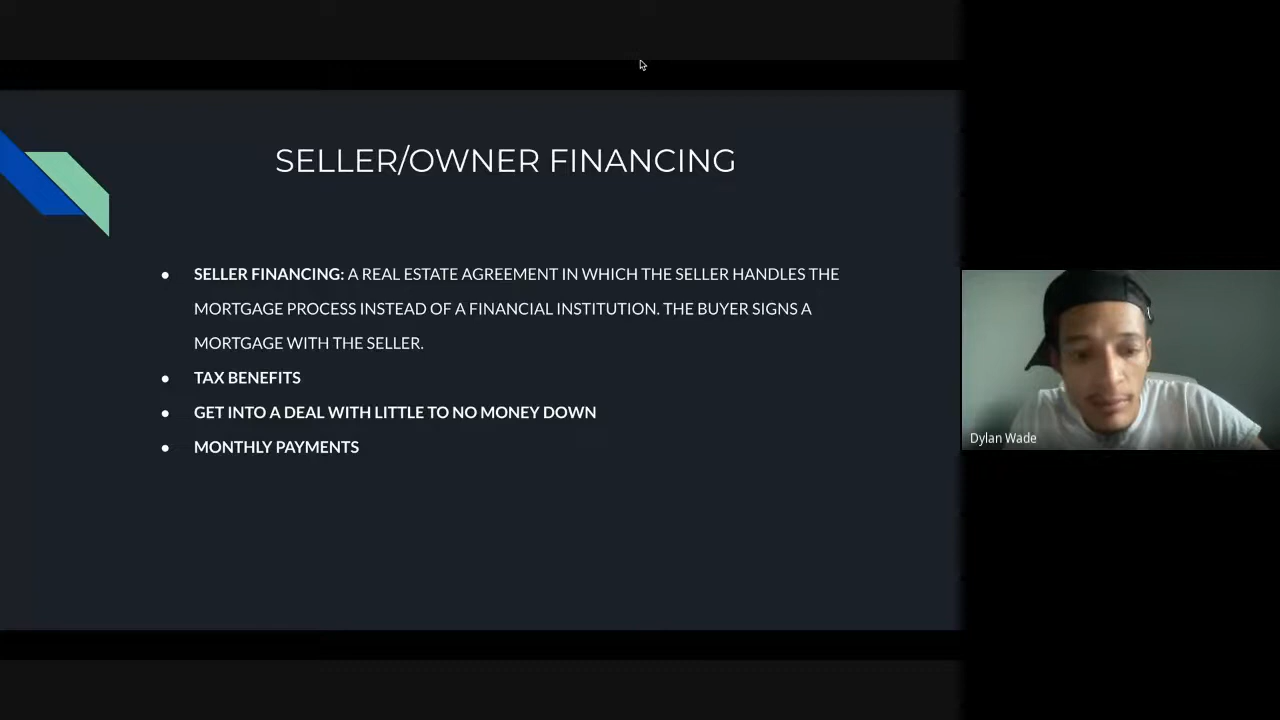 SELLER/OWNER FINANCING
● SELLER FINANCING: A REAL ESTATE AGREEMENT IN WHICH THE SELLER HANDLES THE
MORTGAGE PROCESS INSTEAD OF A FINANCIAL INSTITUTION. THE BUYER SIGNS A
MORTGAGE WITH THE SELLER.
● TAX BENEFITS
● GET INTO A DEAL WITH LITTLE TO NO MONEY DOWN
● MONTHLY PAYMENTS
Dylan Wade